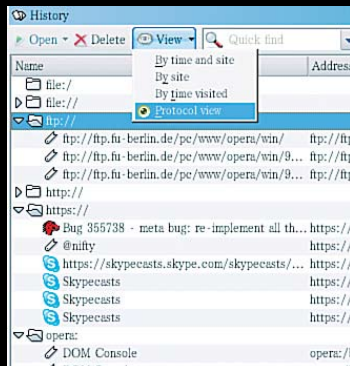 History
Open Delete View Quick find
By time and site
By site
By time visited
Protocol view
Name Address
file:/
file://
ftp://
ftp://ftp.fu-berlin.de/pc/www/opera/win/ ftp://ft
ftp://ftp.fu-berlin.de/pc/www/opera/win/9... ftp://ft
ftp://ftp.fu-berlin.de/pc/www/opera/win/9... ftp://ft
http://
https://
Bug 355738 - meta bug: re-implement all th... https:/
@nifty https:/
https://skypecasts.skype.com/skypecasts/... https:/
Skypecasts https:/
Skypecasts https:/
Skypecasts https:/
opera:
DOM Console opera:/